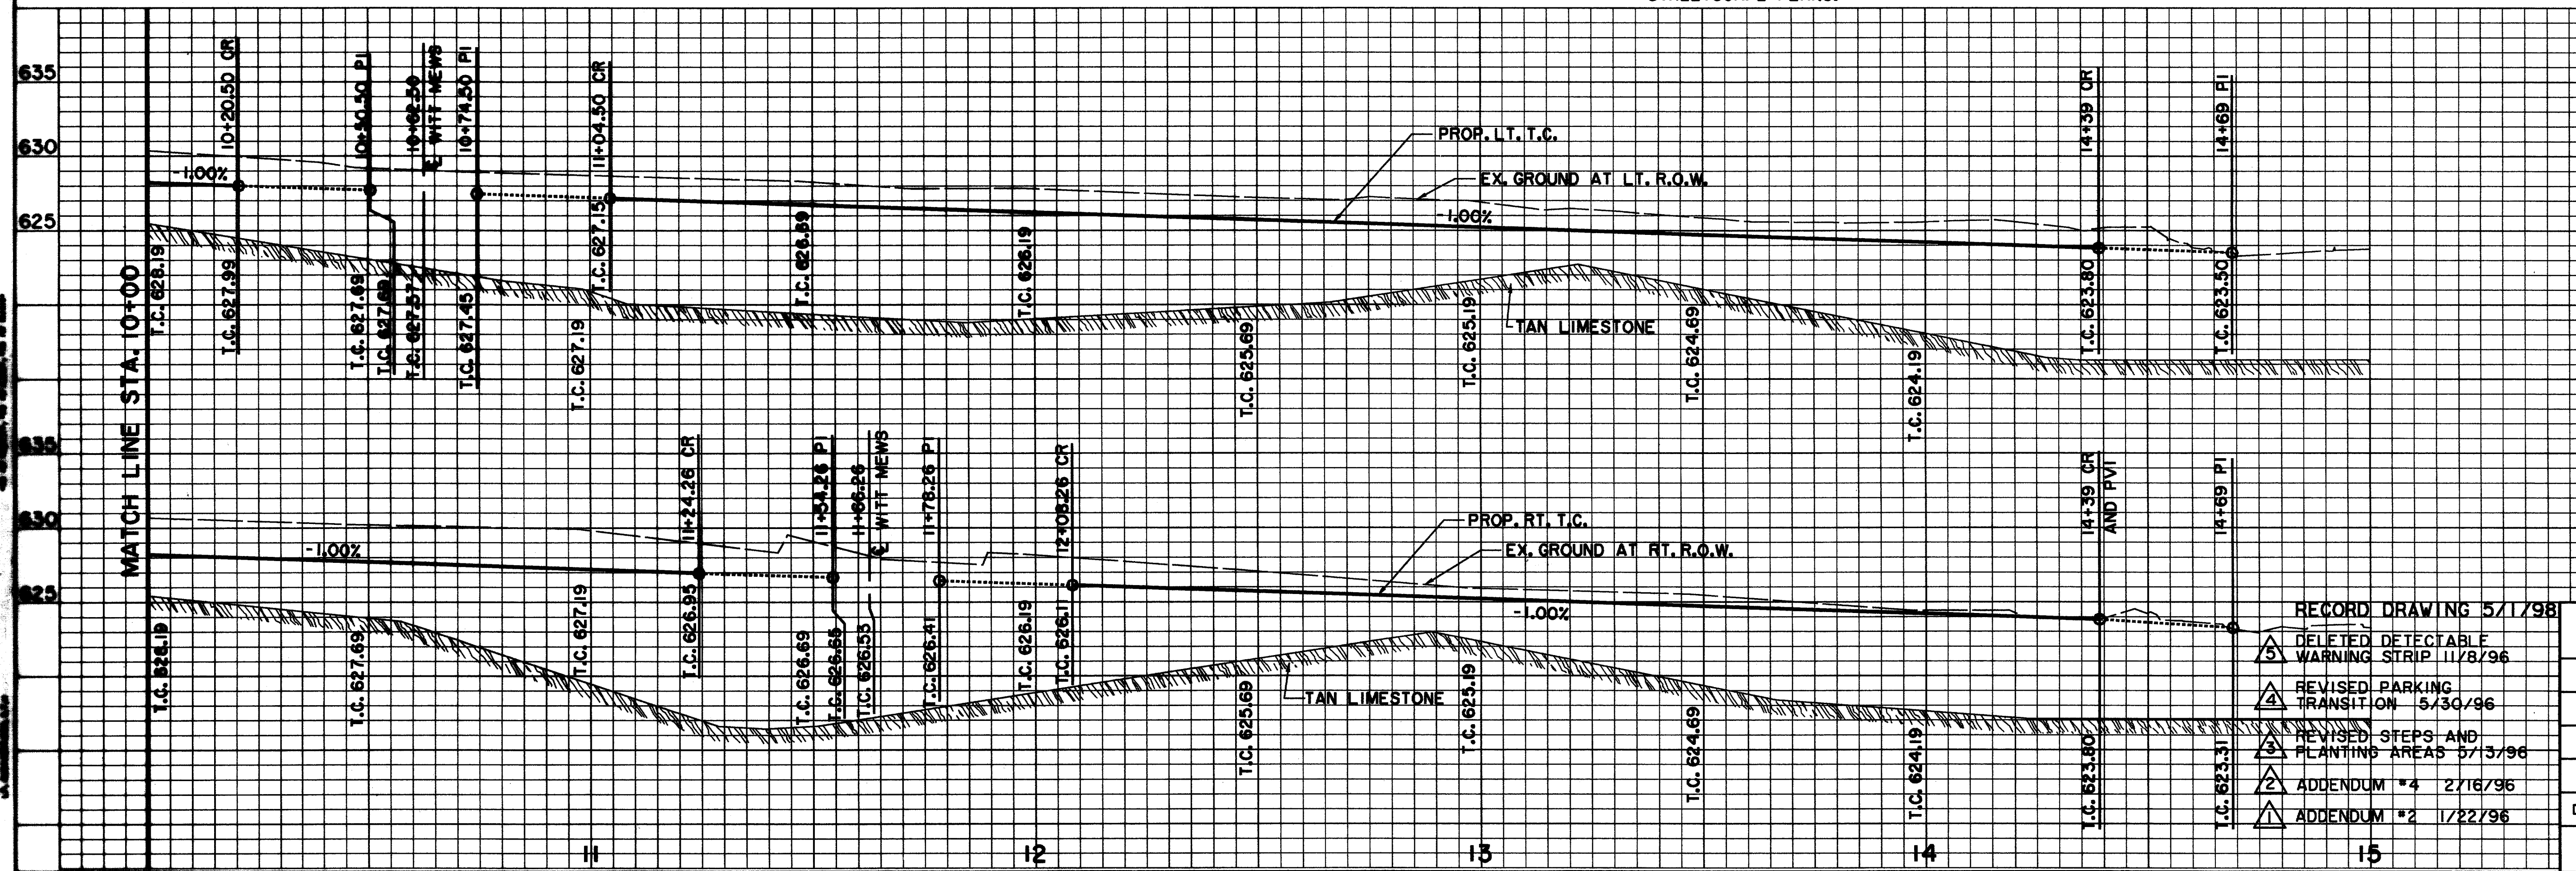 635
630
625
MATCH LINE STA. 10+00
10+20.50 CR
10+50.50 PI
10+62.50
℄ WITT MEWS
10+74.50 PI
11+04.50 CR
14+39 CR
14+69 PI
-1.00%
PROP. LT. T.C.
EX. GROUND AT LT. R.O.W.
-1.00%
TAN LIMESTONE
T.C. 628.19
T.C. 627.99
T.C. 627.69
T.C. 627.57
T.C. 627.45
T.C. 627.19
T.C. 627.15
T.C. 626.69
T.C. 626.19
T.C. 625.69
T.C. 625.19
T.C. 624.69
T.C. 624.19
T.C. 623.80
T.C. 623.50
635
630
625
11+24.26 CR
11+54.26 PI
11+66.26
℄ WITT MEWS
11+78.26 PI
12+08.26 CR
14+39 CR
AND PVI
14+69 PI
-1.00%
PROP. RT. T.C.
EX. GROUND AT RT. R.O.W.
-1.00%
TAN LIMESTONE
T.C. 628.19
T.C. 627.69
T.C. 627.19
T.C. 626.95
T.C. 626.69
T.C. 626.65
T.C. 626.53
T.C. 626.41
T.C. 626.19
T.C. 626.11
T.C. 625.69
T.C. 625.19
T.C. 624.69
T.C. 624.19
T.C. 623.80
T.C. 623.31
RECORD DRAWING 5/1/98
5 DELETED DETECTABLE
WARNING STRIP 11/8/96
4 REVISED PARKING
TRANSITION 5/30/96
3 REVISED STEPS AND
PLANTING AREAS 5/13/96
2 ADDENDUM #4 2/16/96
1 ADDENDUM #2 1/22/96
11
12
13
14
15